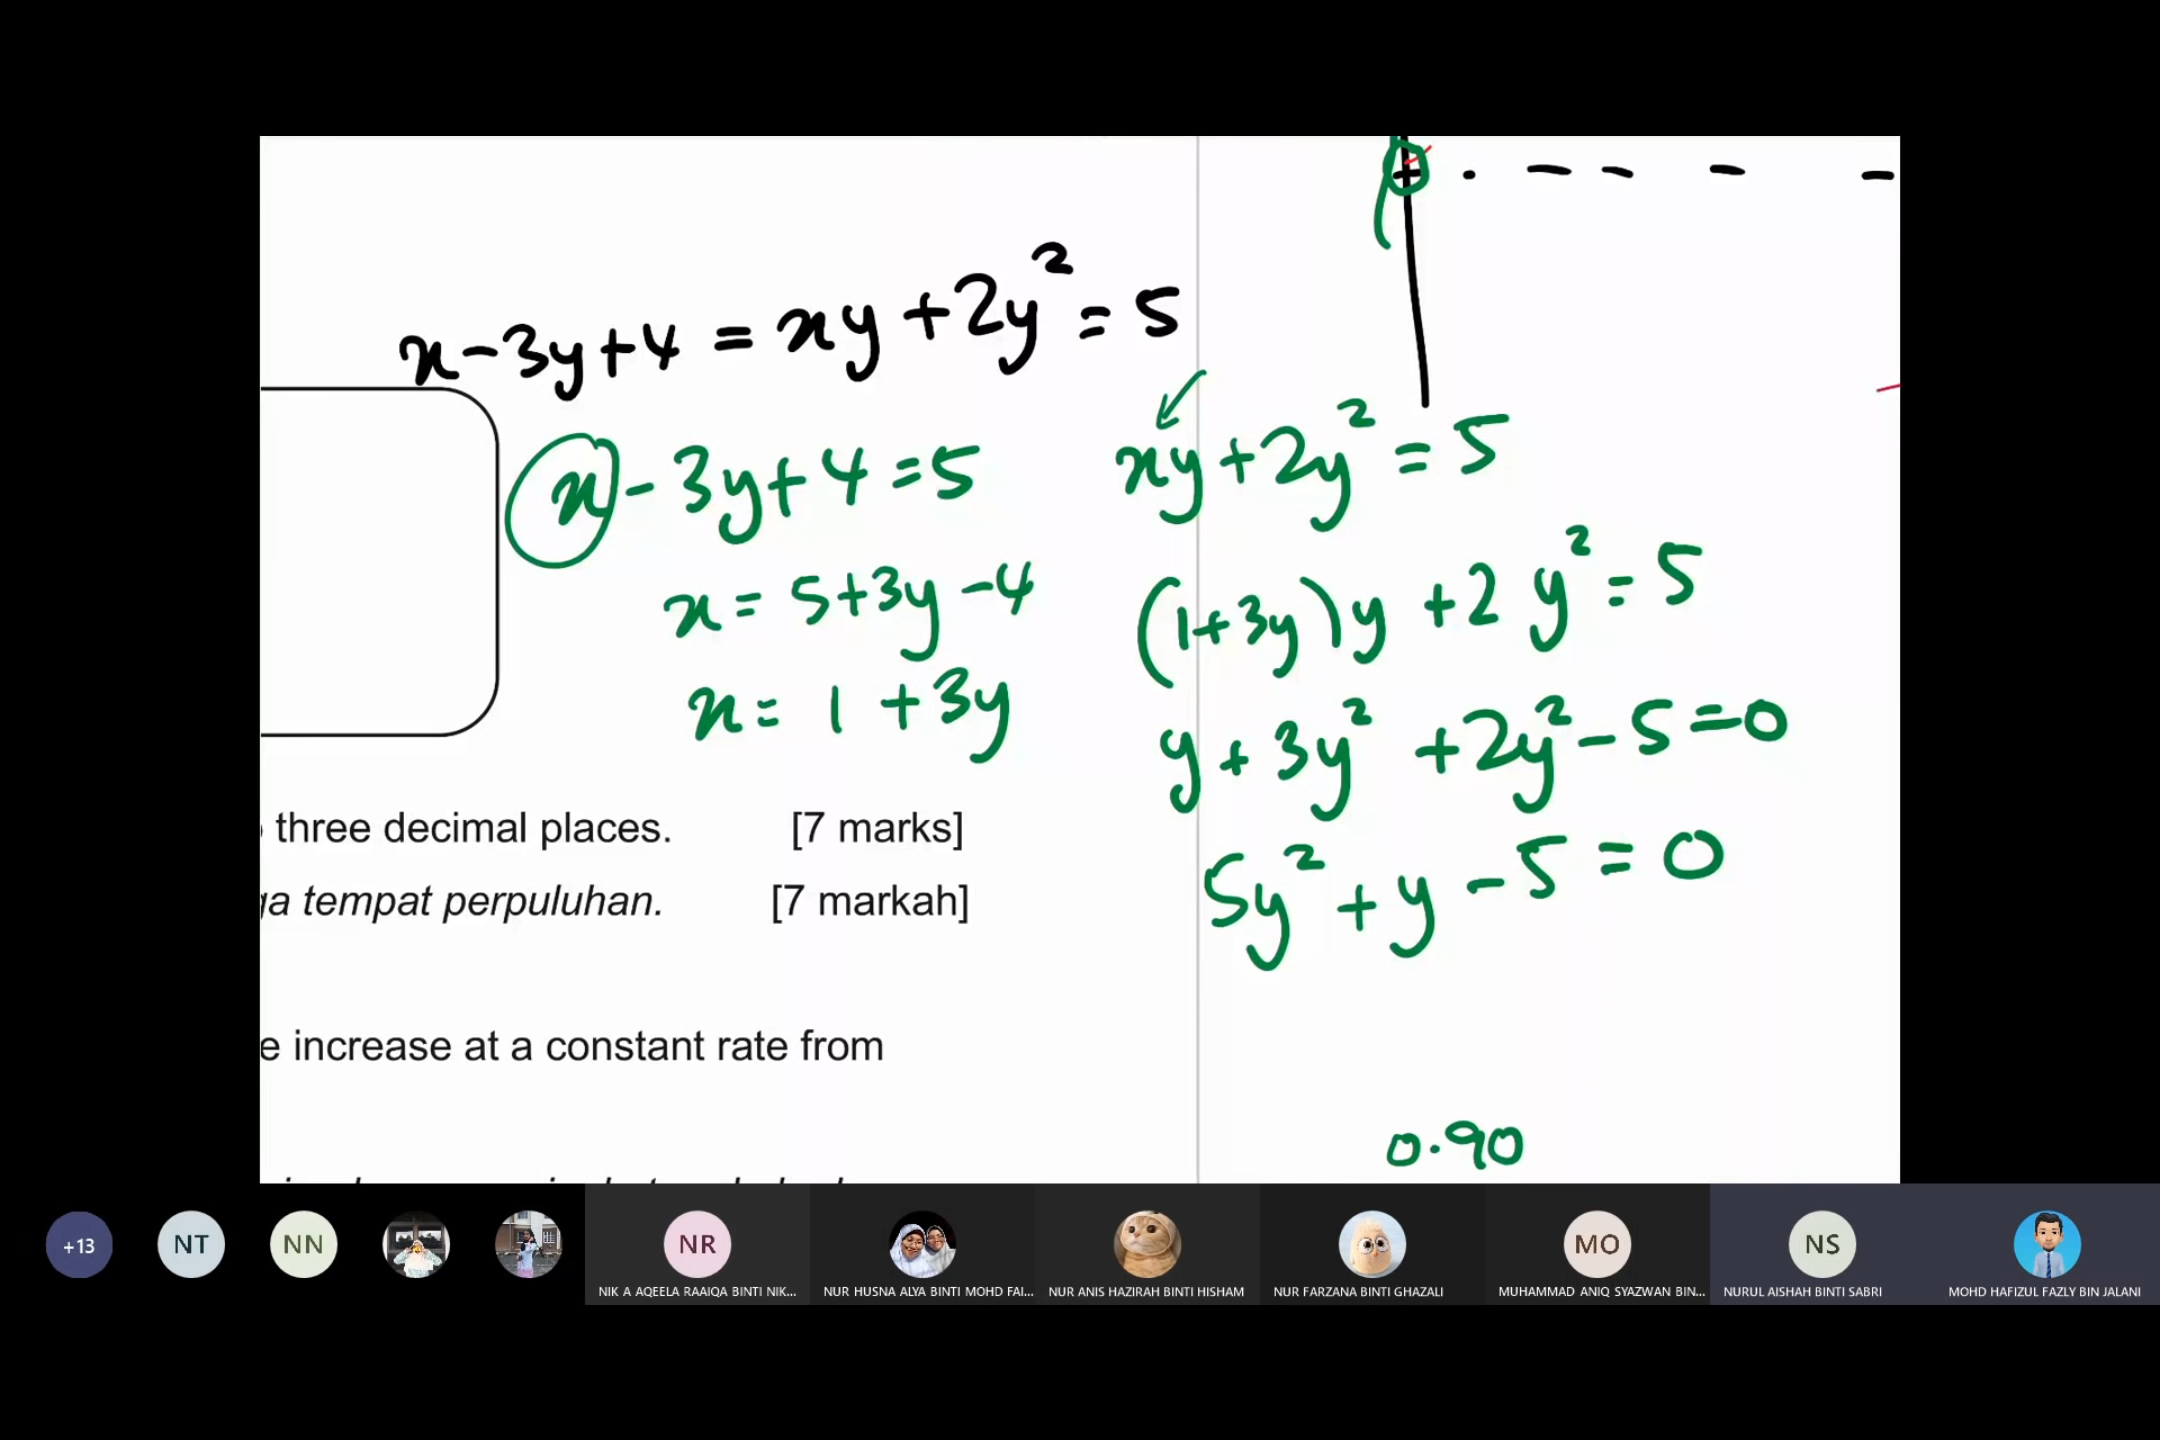 x-3y+4 = xy+2y²=5
x-3y+4=5
x= 5+3y-4
x= 1+3y
xy+2y²=5
(1+3y)y+2y²=5
y+3y²+2y²-5=0
5y²+y-5=0
0.90
three decimal places. [7 marks]
ga tempat perpuluhan. [7 markah]
e increase at a constant rate from
+13
NT
NN
NR
NIK A AQEELA RAAIQA BINTI NIK...
NUR HUSNA ALYA BINTI MOHD FAI...
NUR ANIS HAZIRAH BINTI HISHAM
NUR FARZANA BINTI GHAZALI
MO
MUHAMMAD ANIQ SYAZWAN BIN...
NS
NURUL AISHAH BINTI SABRI
MOHD HAFIZUL FAZLY BIN JALANI